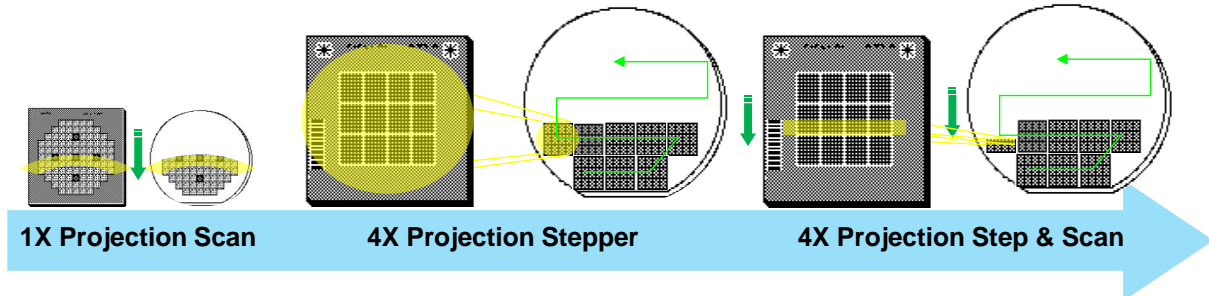 1X Projection Scan
4X Projection Stepper
4X Projection Step & Scan